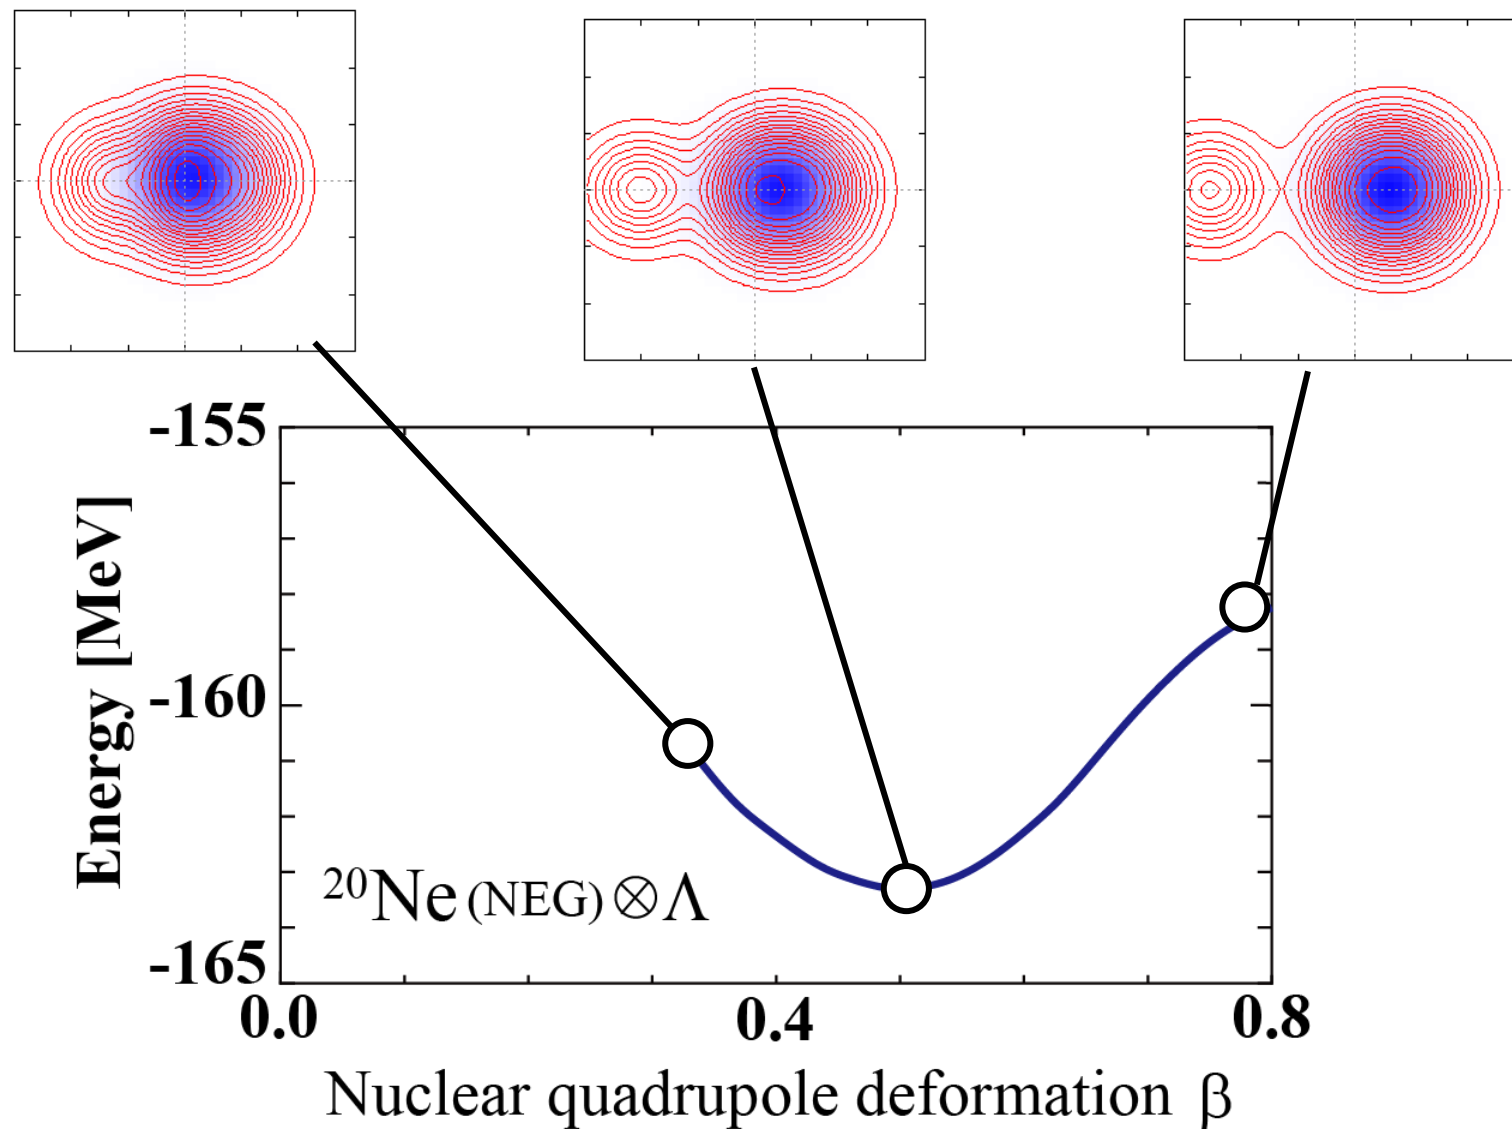 -155
Energy [MeV]
-160
²⁰Ne (NEG) ⊗ Λ
-165
0.0 0.4 0.8
Nuclear quadrupole deformation β